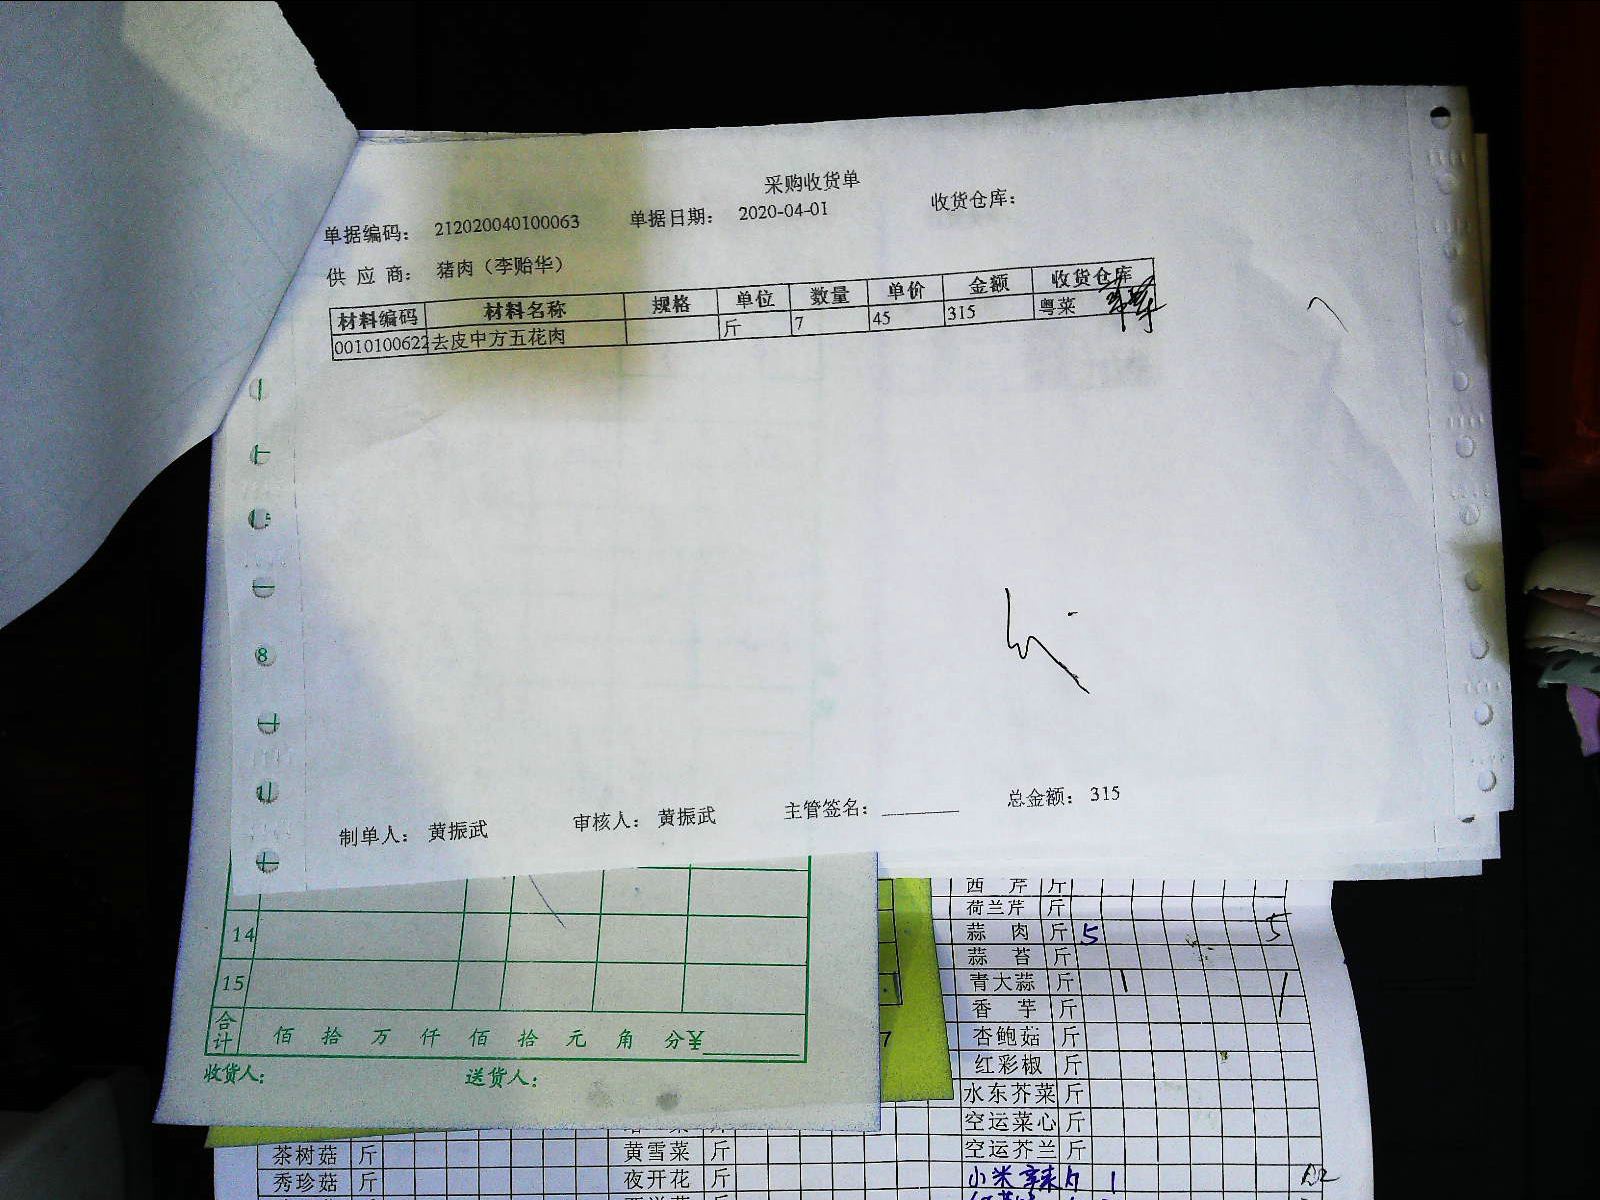 采购收货单
单据编码： 212020040100063 单据日期： 2020-04-01 收货仓库：
供 应 商： 猪肉（李贻华）
材料编码 材料名称 规格 单位 数量 单价 金额 收货仓库
0010100622 去皮中方五花肉 斤 7 45 315 粤菜
8
制单人： 黄振武 审核人： 黄振武 主管签名： 总金额： 315
14
15
合计 佰 拾 万 仟 佰 拾 元 角 分¥
收货人： 送货人：
7
西 芹 斤
荷兰芹 斤
蒜 肉 斤 5 5
蒜 苔 斤
青大蒜 斤 1 1
香 芋 斤
杏鲍菇 斤
红彩椒 斤
水东芥菜 斤
空运菜心 斤
茶树菇 斤 黄雪菜 斤 空运芥兰 斤
秀珍菇 斤 夜开花 斤 小米辣 斤 1